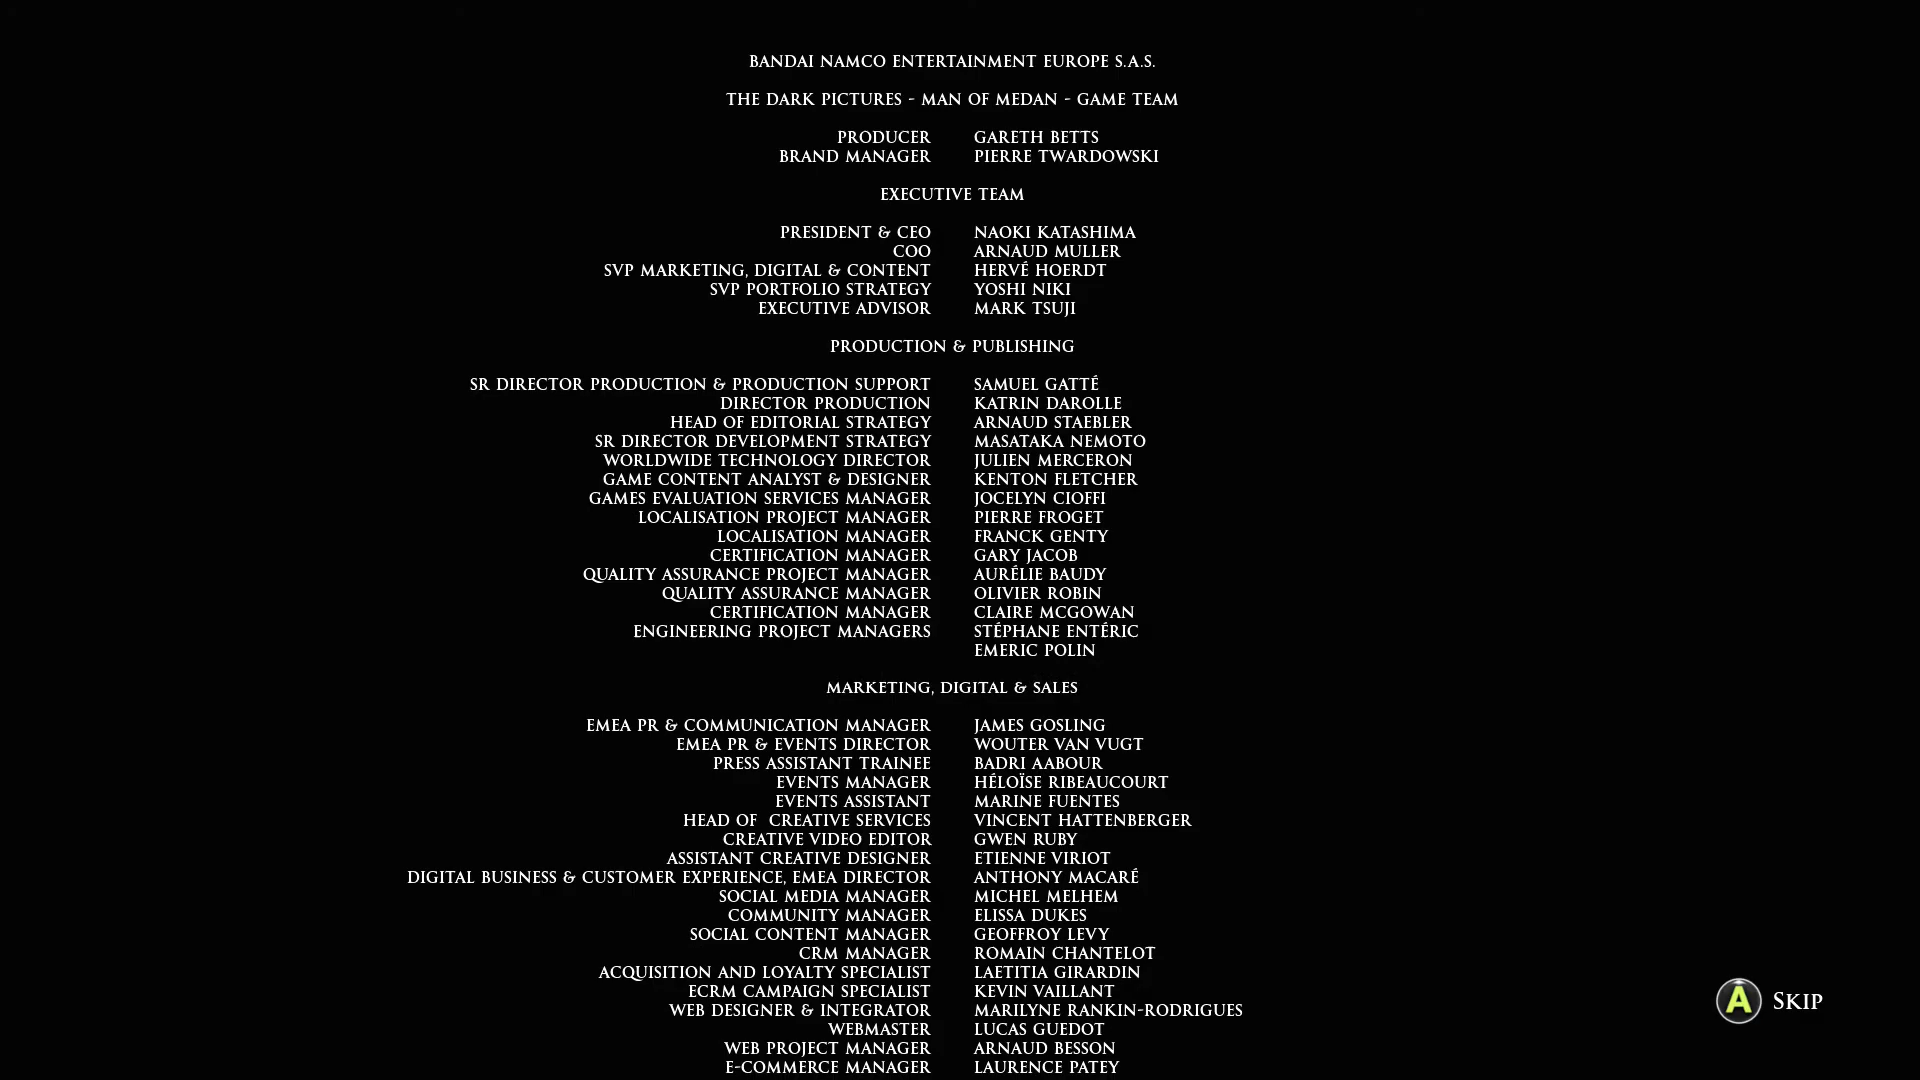 BANDAI NAMCO ENTERTAINMENT EUROPE S.A.S.
THE DARK PICTURES - MAN OF MEDAN - GAME TEAM
PRODUCER GARETH BETTS
BRAND MANAGER PIERRE TWARDOWSKI
EXECUTIVE TEAM
PRESIDENT & CEO NAOKI KATASHIMA
COO ARNAUD MULLER
SVP MARKETING, DIGITAL & CONTENT HERVÉ HOERDT
SVP PORTFOLIO STRATEGY YOSHI NIKI
EXECUTIVE ADVISOR MARK TSUJI
PRODUCTION & PUBLISHING
SR DIRECTOR PRODUCTION & PRODUCTION SUPPORT SAMUEL GATTÉ
DIRECTOR PRODUCTION KATRIN DAROLLE
HEAD OF EDITORIAL STRATEGY ARNAUD STAEBLER
SR DIRECTOR DEVELOPMENT STRATEGY MASATAKA NEMOTO
WORLDWIDE TECHNOLOGY DIRECTOR JULIEN MERCERON
GAME CONTENT ANALYST & DESIGNER KENTON FLETCHER
GAMES EVALUATION SERVICES MANAGER JOCELYN CIOFFI
LOCALISATION PROJECT MANAGER PIERRE FROGET
LOCALISATION MANAGER FRANCK GENTY
CERTIFICATION MANAGER GARY JACOB
QUALITY ASSURANCE PROJECT MANAGER AURÉLIE BAUDY
QUALITY ASSURANCE MANAGER OLIVIER ROBIN
CERTIFICATION MANAGER CLAIRE MCGOWAN
ENGINEERING PROJECT MANAGERS STÉPHANE ENTÉRIC
EMERIC POLIN
MARKETING, DIGITAL & SALES
EMEA PR & COMMUNICATION MANAGER JAMES GOSLING
EMEA PR & EVENTS DIRECTOR WOUTER VAN VUGT
PRESS ASSISTANT TRAINEE BADRI AABOUR
EVENTS MANAGER HÉLOÏSE RIBEAUCOURT
EVENTS ASSISTANT MARINE FUENTES
HEAD OF CREATIVE SERVICES VINCENT HATTENBERGER
CREATIVE VIDEO EDITOR GWEN RUBY
ASSISTANT CREATIVE DESIGNER ETIENNE VIRIOT
DIGITAL BUSINESS & CUSTOMER EXPERIENCE, EMEA DIRECTOR ANTHONY MACARÉ
SOCIAL MEDIA MANAGER MICHEL MELHEM
COMMUNITY MANAGER ELISSA DUKES
SOCIAL CONTENT MANAGER GEOFFROY LEVY
CRM MANAGER ROMAIN CHANTELOT
ACQUISITION AND LOYALTY SPECIALIST LAETITIA GIRARDIN
ECRM CAMPAIGN SPECIALIST KEVIN VAILLANT
WEB DESIGNER & INTEGRATOR MARILYNE RANKIN-RODRIGUES
WEBMASTER LUCAS GUEDOT
WEB PROJECT MANAGER ARNAUD BESSON
E-COMMERCE MANAGER LAURENCE PATEY
A SKIP